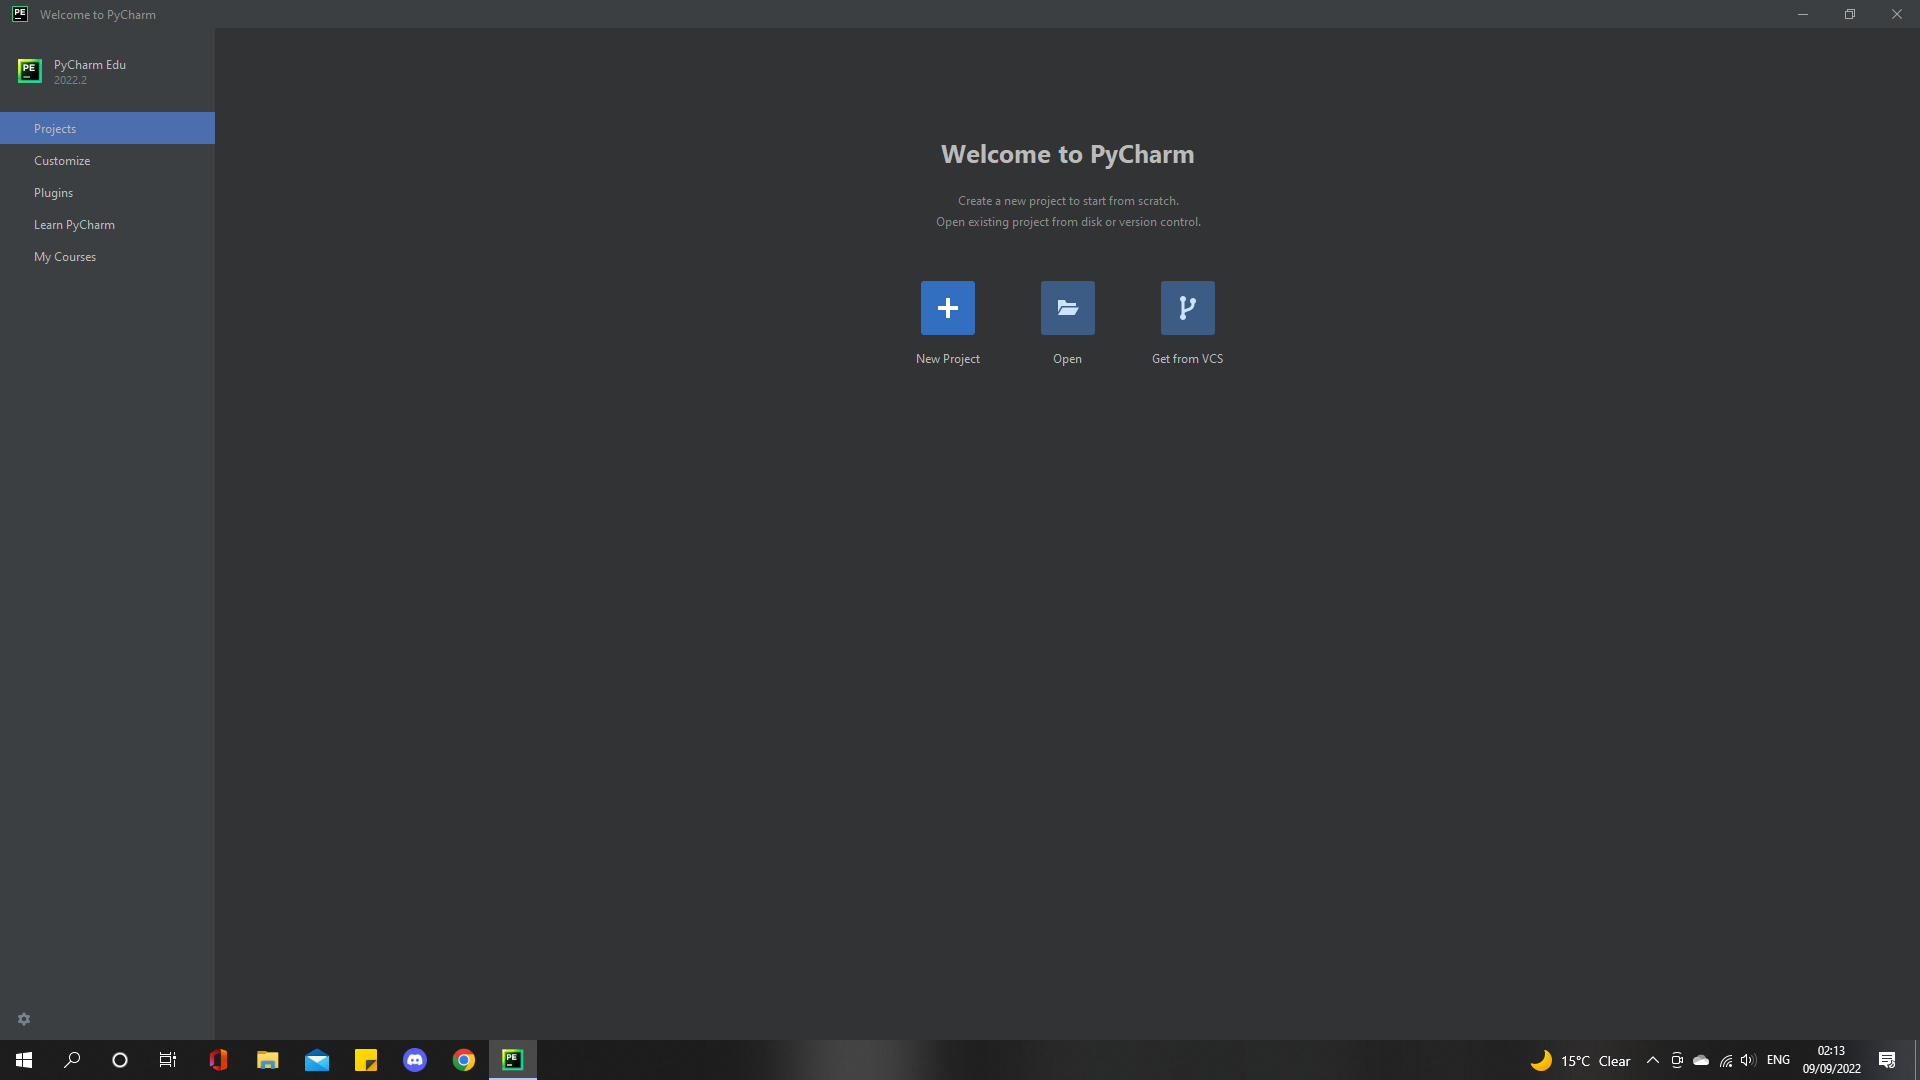 PE Welcome to PyCharm
PE PyCharm Edu
2022.2
Projects
Customize
Plugins
Learn PyCharm
My Courses
Welcome to PyCharm
Create a new project to start from scratch.
Open existing project from disk or version control.
New Project Open Get from VCS
PE 15°C Clear ENG 02:13
09/09/2022